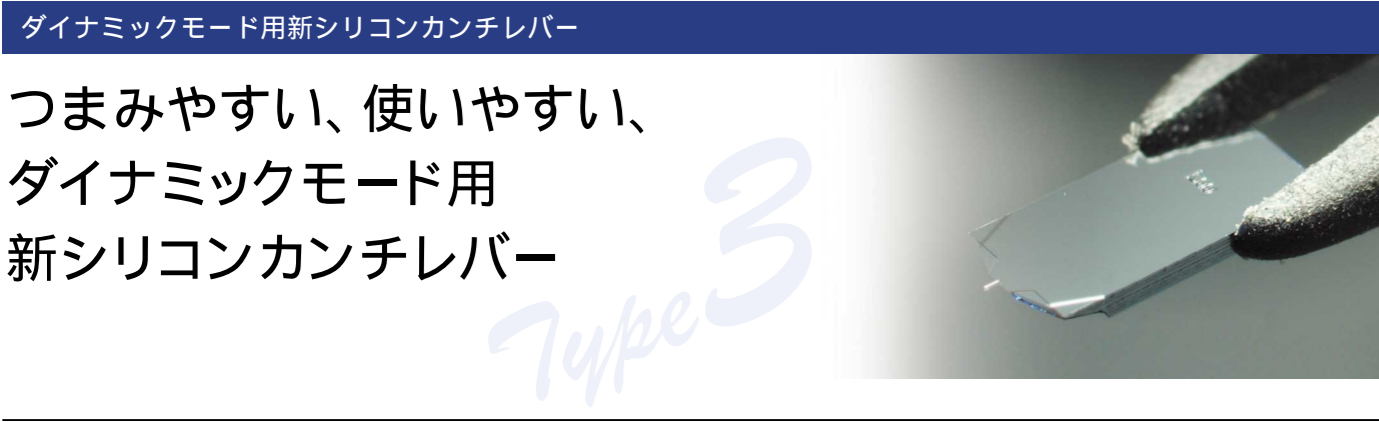 ダイナミックモード用新シリコンカンチレバー
つまみやすい、使いやすい、
ダイナミックモード用
新シリコンカンチレバー
Type3